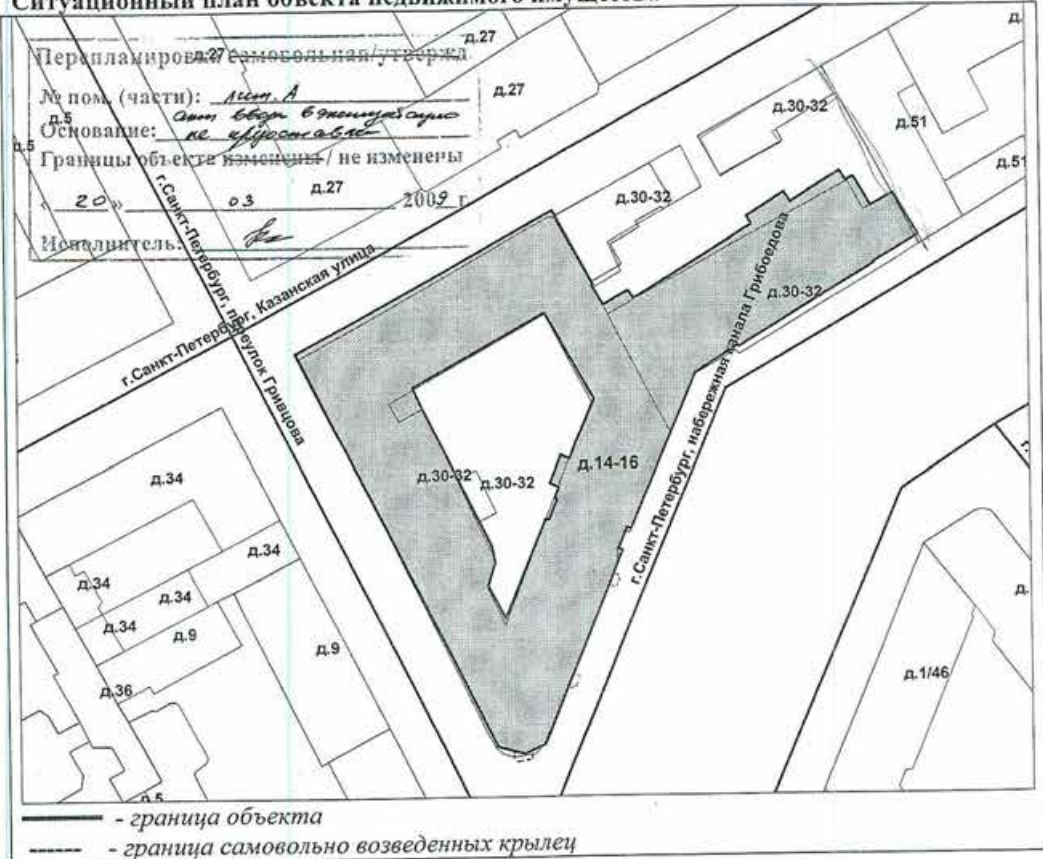 Ситуационный план объекта недвижимого имущества
Перепланировка/самовольная/утвержд
№ пом. (части): лит. А
Основание: акт ввода в эксплуатацию
не предоставлен
Границы объекта изменены / не изменены
" 20 " 03 2009 г
Исполнитель:
д.27
д.27
д.27
д.27
д.5
д.5
д.5
д.
д.30-32
д.51
д.51
д.30-32
д.30-32
г.Санкт-Петербург, Казанская улица
г.Санкт-Петербург, переулок Гривцова
г.Санкт-Петербург, набережная канала Грибоедова
д.30-32
д.30-32
д.14-16
д.34
д.34
д.34
д.34
д.34
д.9
д.9
д.36
д.1/46
д.
д.5
- граница объекта
- граница самовольно возведенных крылец